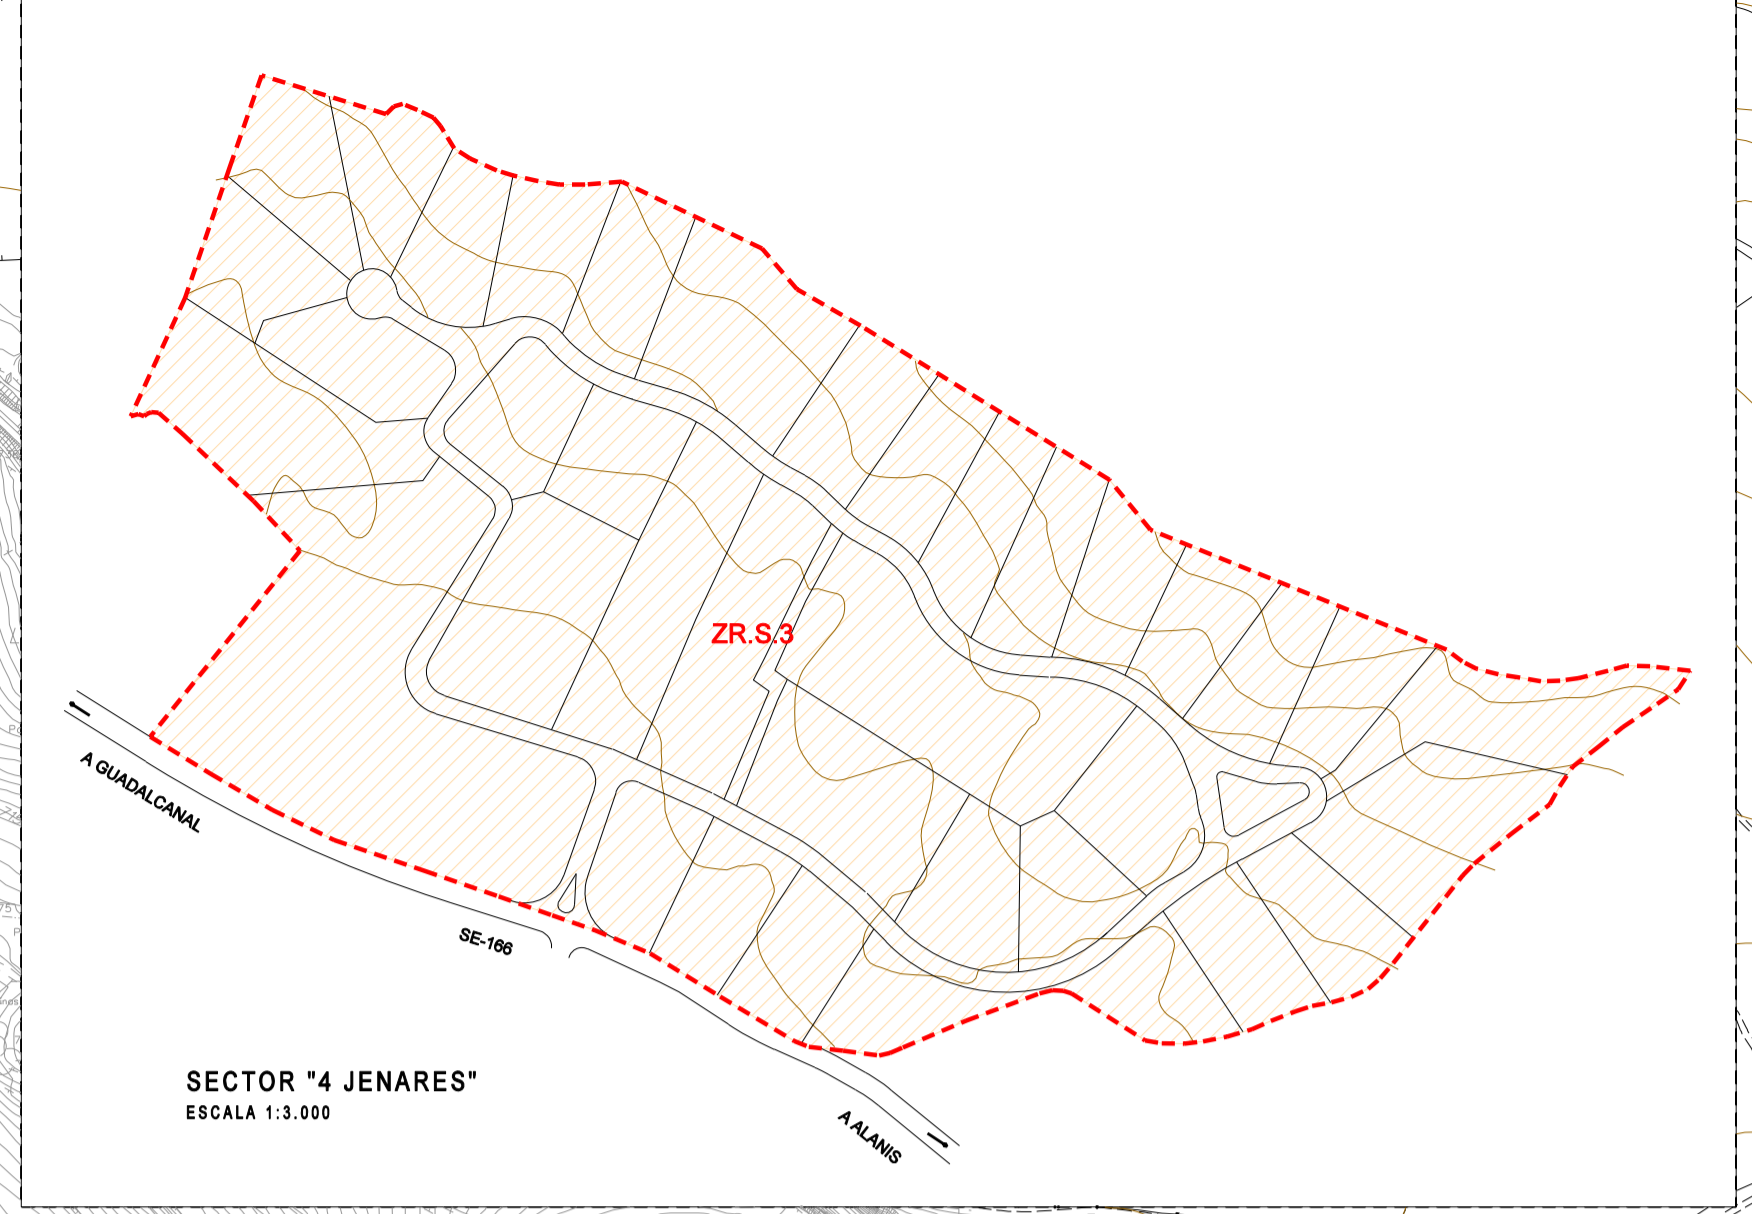 ZR.S.3
A GUADALCANAL
SE-166
SECTOR "4 JENARES"
ESCALA 1:3.000
A ALANIS